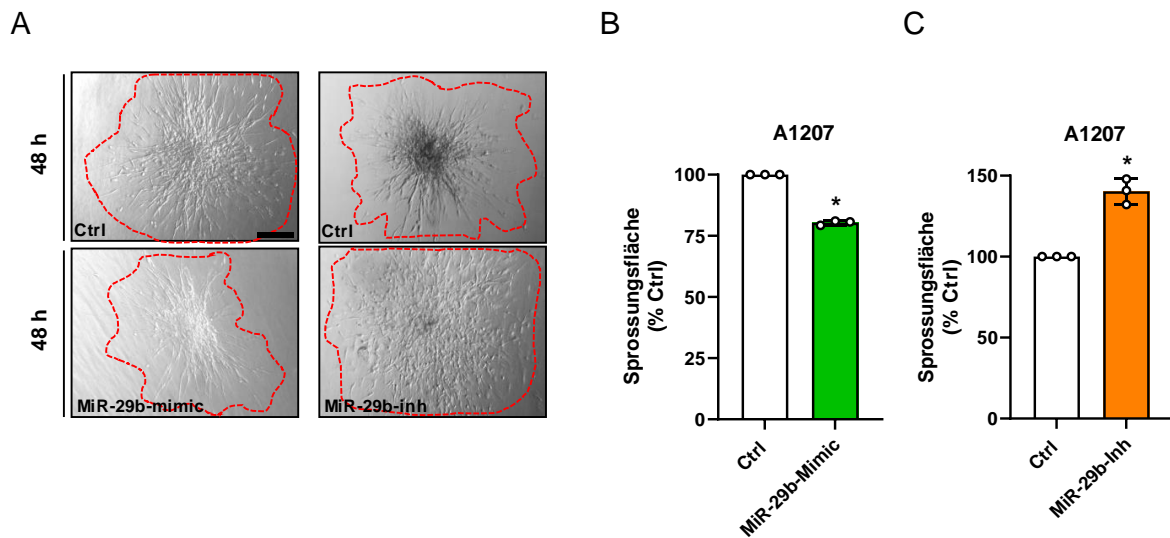 A
48 h
Ctrl
Ctrl
48 h
MiR-29b-mimic
MiR-29b-inh
B
A1207
Sprossungsfläche
(% Ctrl)
100
75
50
25
0
*
Ctrl
MiR-29b-Mimic
C
A1207
Sprossungsfläche
(% Ctrl)
150
100
50
0
*
Ctrl
MiR-29b-Inh